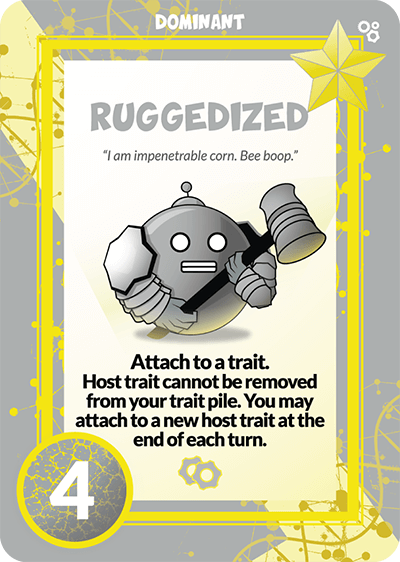 DOMINANT
RUGGEDIZED
“I am impenetrable corn. Bee boop.”
Attach to a trait.
Host trait cannot be removed
from your trait pile. You may
attach to a new host trait at the
end of each turn.
4